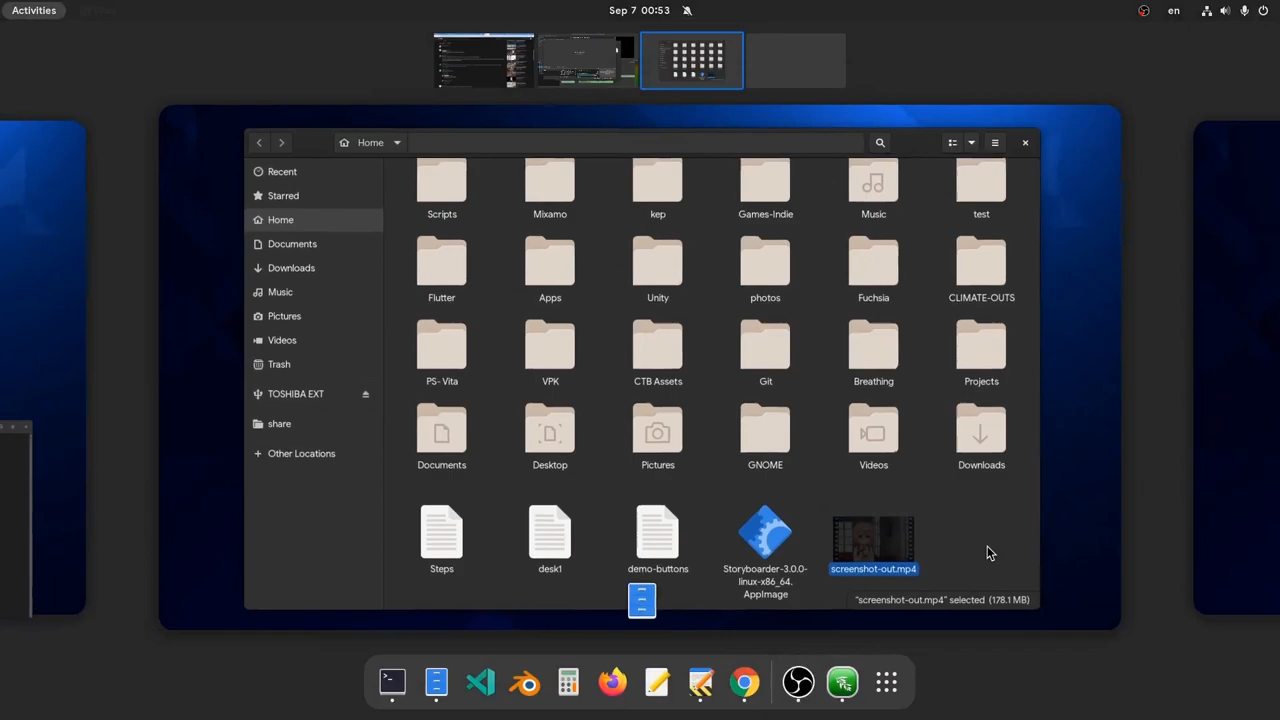 Activities
Sep 7 00:53
en
Home
Recent
Starred
Home
Documents
Downloads
Music
Pictures
Videos
Trash
TOSHIBA EXT
share
Other Locations
Scripts
Mixamo
kep
Games-Indie
Music
test
Flutter
Apps
Unity
photos
Fuchsia
CLIMATE-OUTS
PS- Vita
VPK
CTB Assets
Git
Breathing
Projects
Documents
Desktop
Pictures
GNOME
Videos
Downloads
Steps
desk1
demo-buttons
Storyboarder-3.0.0-
linux-x86_64.
AppImage
screenshot-out.mp4
"screenshot-out.mp4" selected (178.1 MB)